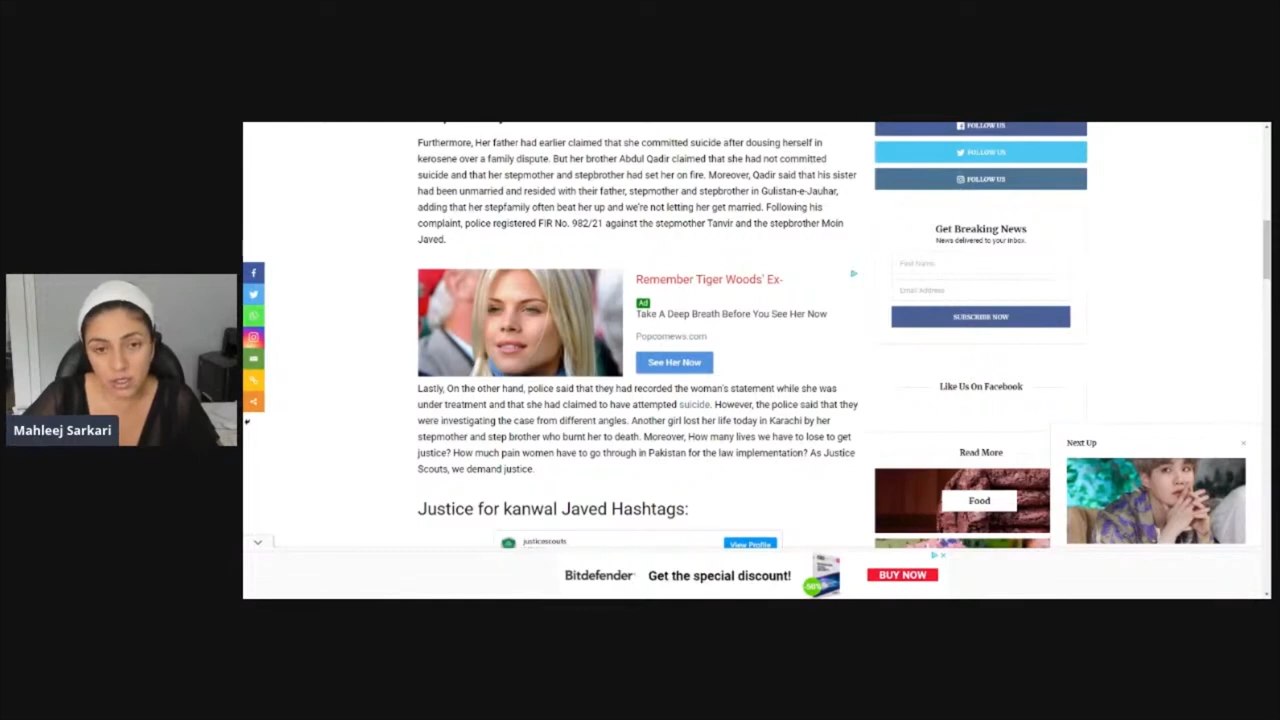 FOLLOW US
Furthermore, Her father had earlier claimed that she committed suicide after dousing herself in
kerosene over a family dispute. But her brother Abdul Qadir claimed that she had not committed
suicide and that her stepmother and stepbrother had set her on fire. Moreover, Qadir said that his sister
had been unmarried and resided with their father, stepmother and stepbrother in Gulistan-e-Jauhar,
adding that her stepfamily often beat her up and we're not letting her get married. Following his
complaint, police registered FIR No. 982/21 against the stepmother Tanvir and the stepbrother Moin
Javed.
FOLLOW US
FOLLOW US
Get Breaking News
News delivered to your inbox.
First Name
Email Address
SUBSCRIBE NOW
Remember Tiger Woods' Ex-
Ad
Take A Deep Breath Before You See Her Now
Popcornews.com
See Her Now
Lastly, On the other hand, police said that they had recorded the woman's statement while she was
under treatment and that she had claimed to have attempted suicide. However, the police said that they
were investigating the case from different angles. Another girl lost her life today in Karachi by her
stepmother and step brother who burnt her to death. Moreover, How many lives we have to lose to get
justice? How much pain women have to go through in Pakistan for the law implementation? As Justice
Scouts, we demand justice.
Like Us On Facebook
Mahleej Sarkari
Next Up
Read More
Food
Justice for kanwal Javed Hashtags:
justicescouts
View Profile
Bitdefender
Get the special discount!
-50%
BUY NOW